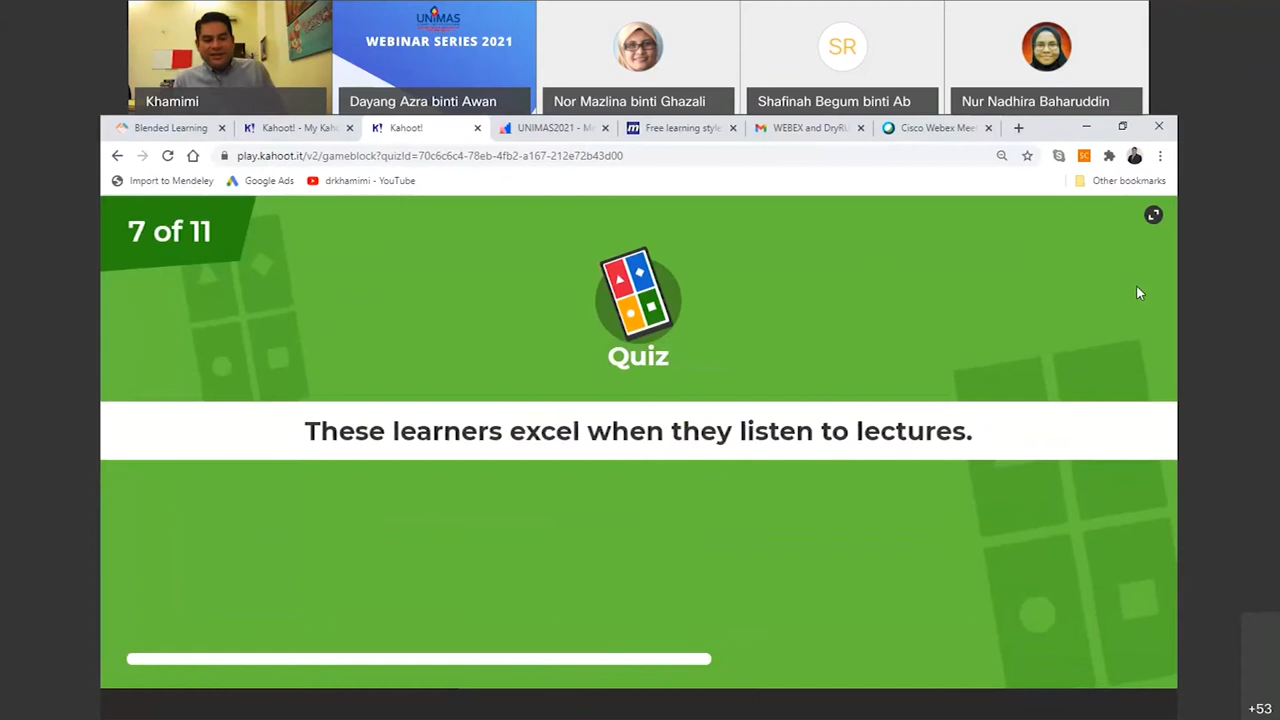 UNIMAS
WEBINAR SERIES 2021
SR
Khamimi
Dayang Azra binti Awan
Nor Mazlina binti Ghazali
Shafinah Begum binti Ab
Nur Nadhira Baharuddin
Blended Learning
Kahoot! - My Kah
Kahoot!
UNIMAS2021 - M
Free learning style
WEBEX and DryRU
Cisco Webex Meet
play.kahoot.it/v2/gameblock?quizId=70c6c6c4-78eb-4fb2-a167-212e72b43d00
SC
Import to Mendeley
Google Ads
drkhamimi - YouTube
Other bookmarks
7 of 11
Quiz
These learners excel when they listen to lectures.
+53